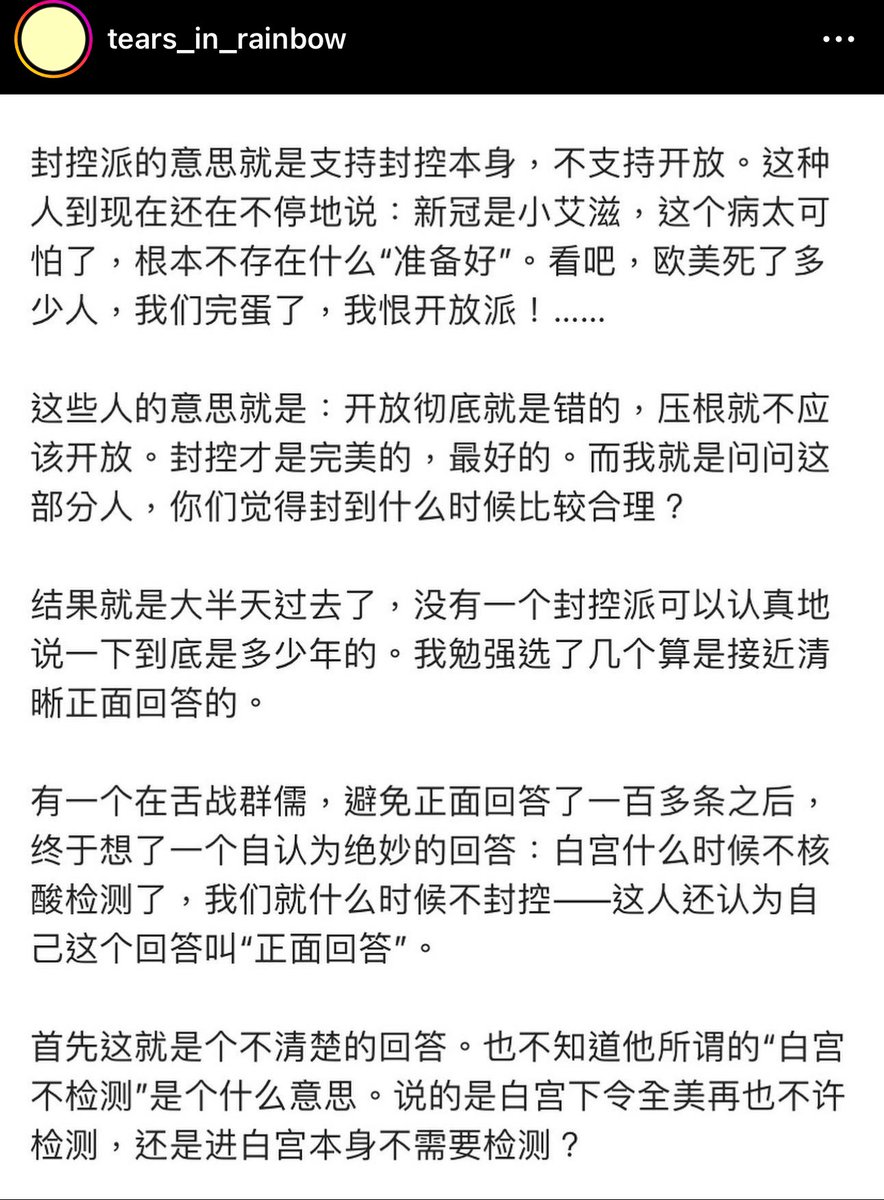 tears_in_rainbow
封控派的意思就是支持封控本身，不支持开放。这种
人到现在还在不停地说：新冠是小艾滋，这个病太可
怕了，根本不存在什么“准备好”。看吧，欧美死了多
少人，我们完蛋了，我恨开放派！……
这些人的意思就是：开放彻底就是错的，压根就不应
该开放。封控才是完美的，最好的。而我就是问问这
部分人，你们觉得封到什么时候比较合理？
结果就是大半天过去了，没有一个封控派可以认真地
说一下到底是多少年的。我勉强选了几个算是接近清
晰正面回答的。
有一个在舌战群儒，避免正面回答了一百多条之后，
终于想了一个自认为绝妙的回答：白宫什么时候不核
酸检测了，我们就什么时候不封控——这人还认为自
己这个回答叫“正面回答”。
首先这就是个不清楚的回答。也不知道他所谓的“白宫
不检测”是个什么意思。说的是白宫下令全美再也不许
检测，还是进白宫本身不需要检测？